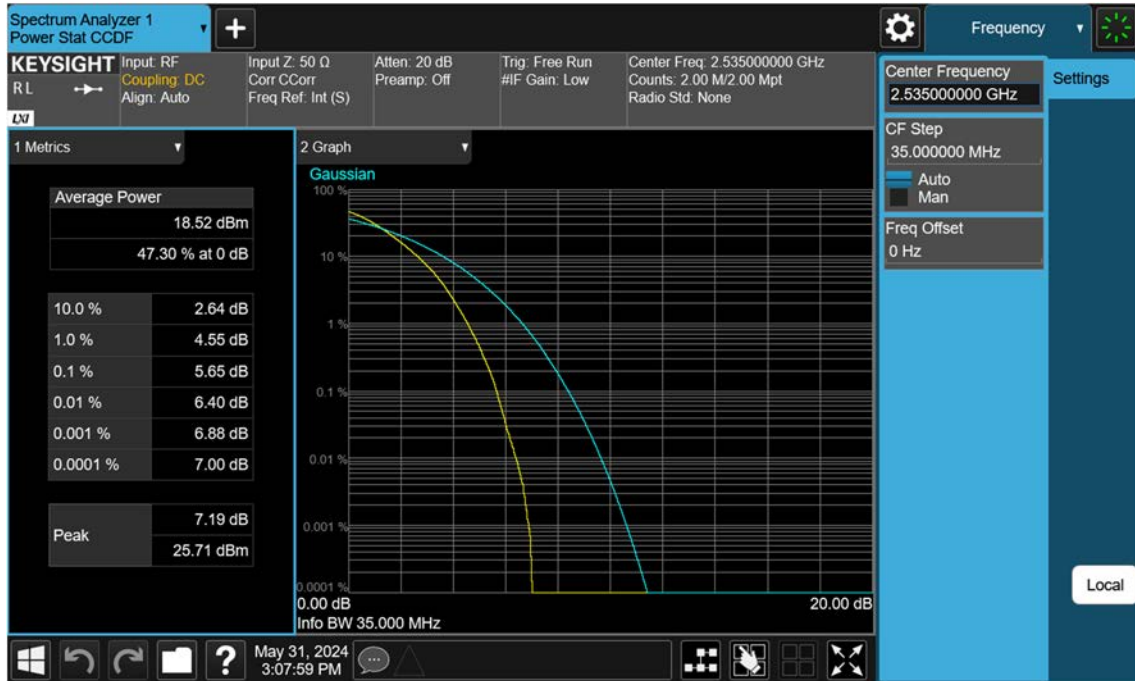 Spectrum Analyzer 1
Power Stat CCDF
Frequency
KEYSIGHT
R L
LXI
Input: RF
Coupling: DC
Align: Auto
Input Z: 50 Ω
Corr CCorr
Freq Ref: Int (S)
Atten: 20 dB
Preamp: Off
Trig: Free Run
#IF Gain: Low
Center Freq: 2.535000000 GHz
Counts: 2.00 M/2.00 Mpt
Radio Std: None
Center Frequency
2.535000000 GHz
Settings
CF Step
35.000000 MHz
Auto
Man
Freq Offset
0 Hz
1 Metrics
Average Power
18.52 dBm
47.30 % at 0 dB
10.0 % 2.64 dB
1.0 % 4.55 dB
0.1 % 5.65 dB
0.01 % 6.40 dB
0.001 % 6.88 dB
0.0001 % 7.00 dB
Peak 7.19 dB
25.71 dBm
2 Graph
Gaussian
100 %
10 %
1 %
0.1 %
0.01 %
0.001 %
0.0001 %
0.00 dB 20.00 dB
Info BW 35.000 MHz
Local
?
May 31, 2024
3:07:59 PM